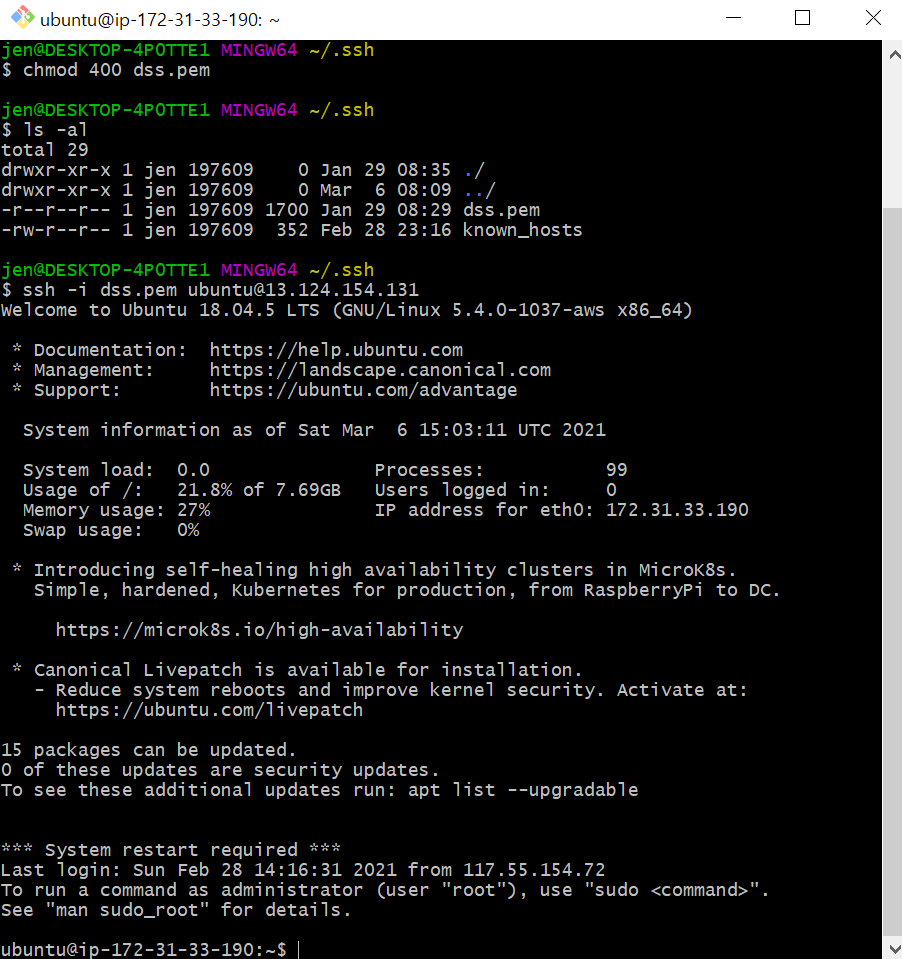 ubuntu@ip-172-31-33-190: ~
jen@DESKTOP-4P0TTE1 MINGW64 ~/.ssh
$ chmod 400 dss.pem
jen@DESKTOP-4P0TTE1 MINGW64 ~/.ssh
$ ls -al
total 29
drwxr-xr-x 1 jen 197609    0 Jan 29 08:35 ./
drwxr-xr-x 1 jen 197609    0 Mar  6 08:09 ../
-r--r--r-- 1 jen 197609 1700 Jan 29 08:29 dss.pem
-rw-r--r-- 1 jen 197609  352 Feb 28 23:16 known_hosts
jen@DESKTOP-4P0TTE1 MINGW64 ~/.ssh
$ ssh -i dss.pem ubuntu@13.124.154.131
Welcome to Ubuntu 18.04.5 LTS (GNU/Linux 5.4.0-1037-aws x86_64)
 * Documentation:  https://help.ubuntu.com
 * Management:     https://landscape.canonical.com
 * Support:        https://ubuntu.com/advantage
  System information as of Sat Mar  6 15:03:11 UTC 2021
  System load:  0.0               Processes:           99
  Usage of /:   21.8% of 7.69GB   Users logged in:     0
  Memory usage: 27%               IP address for eth0: 172.31.33.190
  Swap usage:   0%
 * Introducing self-healing high availability clusters in MicroK8s.
   Simple, hardened, Kubernetes for production, from RaspberryPi to DC.
     https://microk8s.io/high-availability
 * Canonical Livepatch is available for installation.
   - Reduce system reboots and improve kernel security. Activate at:
     https://ubuntu.com/livepatch
15 packages can be updated.
0 of these updates are security updates.
To see these additional updates run: apt list --upgradable
*** System restart required ***
Last login: Sun Feb 28 14:16:31 2021 from 117.55.154.72
To run a command as administrator (user "root"), use "sudo <command>".
See "man sudo_root" for details.
ubuntu@ip-172-31-33-190:~$